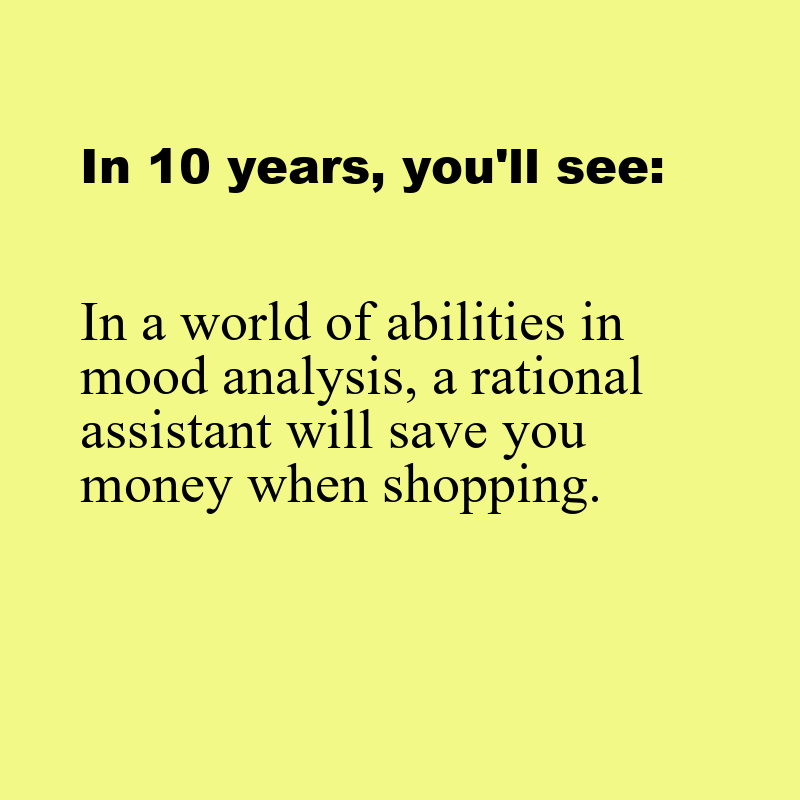 In 10 years, you'll see:
In a world of abilities in
mood analysis, a rational
assistant will save you
money when shopping.